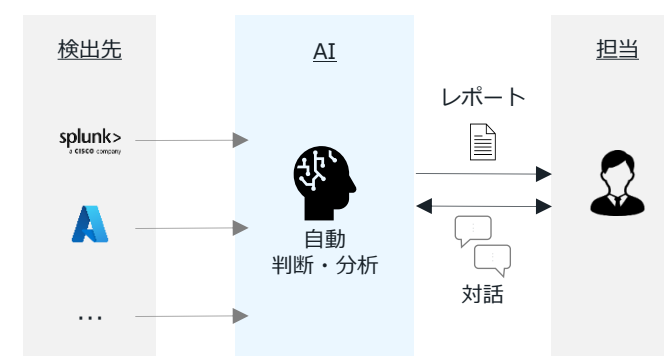 検出先
AI
担当
レポート
splunk>
a CISCO company
自動
判断・分析
対話
...